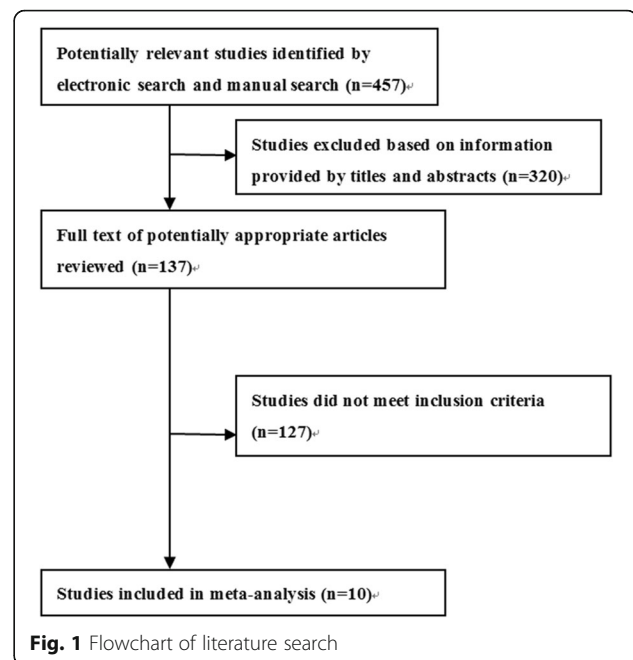 Potentially relevant studies identified by
electronic search and manual search (n=457)↵
Studies excluded based on information
provided by titles and abstracts (n=320)↵
Full text of potentially appropriate articles
reviewed (n=137)↵
Studies did not meet inclusion criteria
(n=127)↵
Studies included in meta-analysis (n=10)↵
Fig. 1 Flowchart of literature search